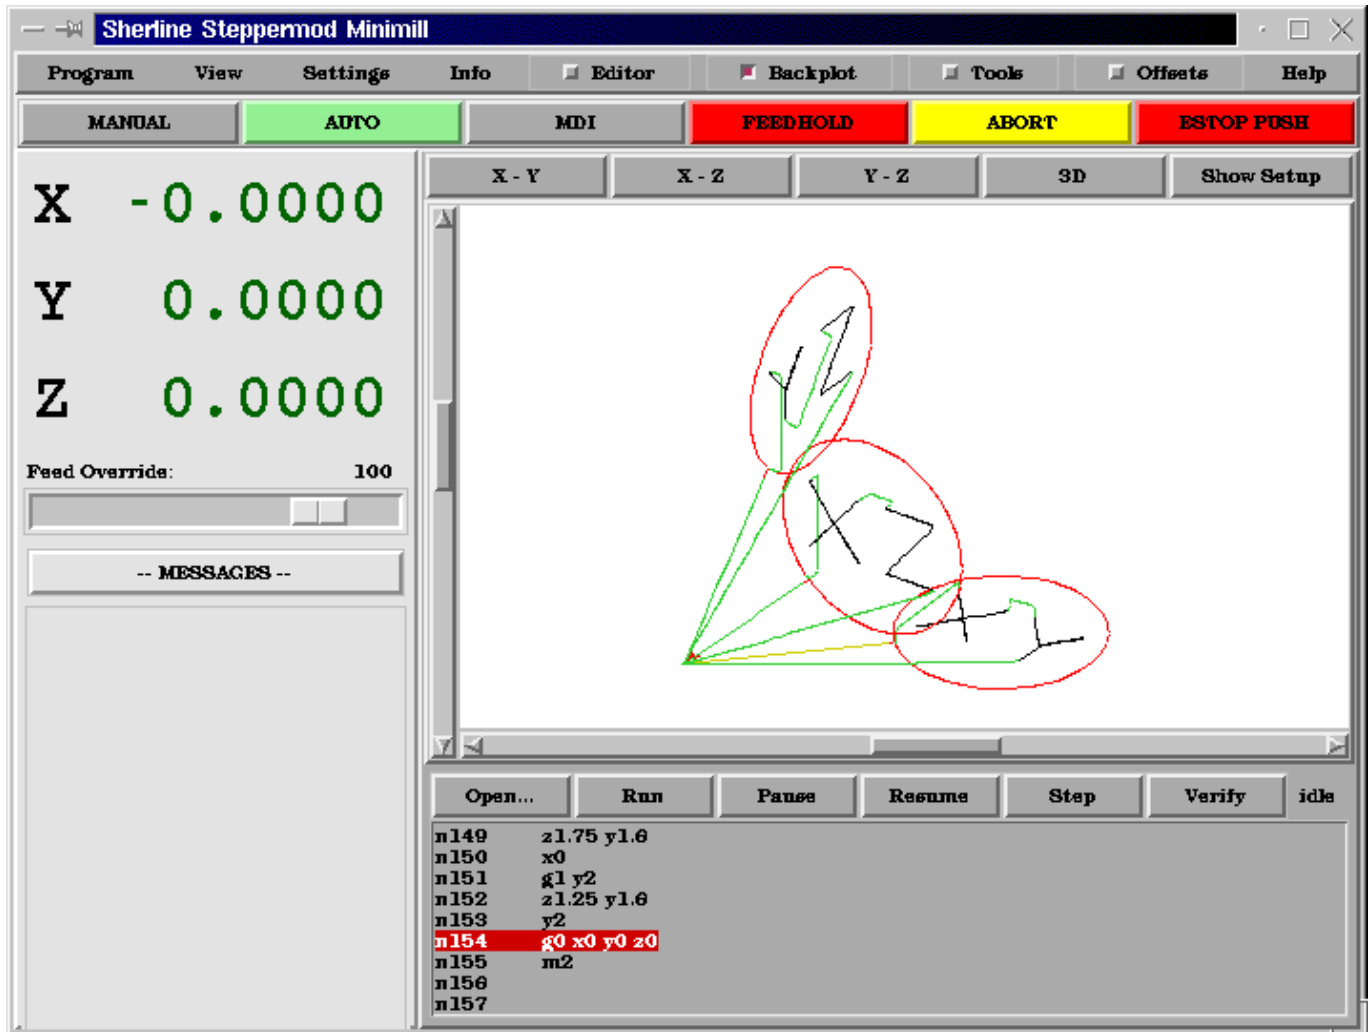 Sherline Steppermod Minimill
Program View Settings Info Editor Backplot Tools Offsets Help
MANUAL AUTO MDI FEEDHOLD ABORT ESTOP PUSH
X - Y X - Z Y - Z 3D Show Setup
X -0.0000
Y 0.0000
Z 0.0000
Feed Override: 100
-- MESSAGES --
Y Z
X Z
X Y
Open... Run Pause Resume Step Verify idle
n149 z1.75 y1.6
n150 x0
n151 g1 y2
n152 z1.25 y1.6
n153 y2
n154 g0 x0 y0 z0
n155 m2
n156
n157